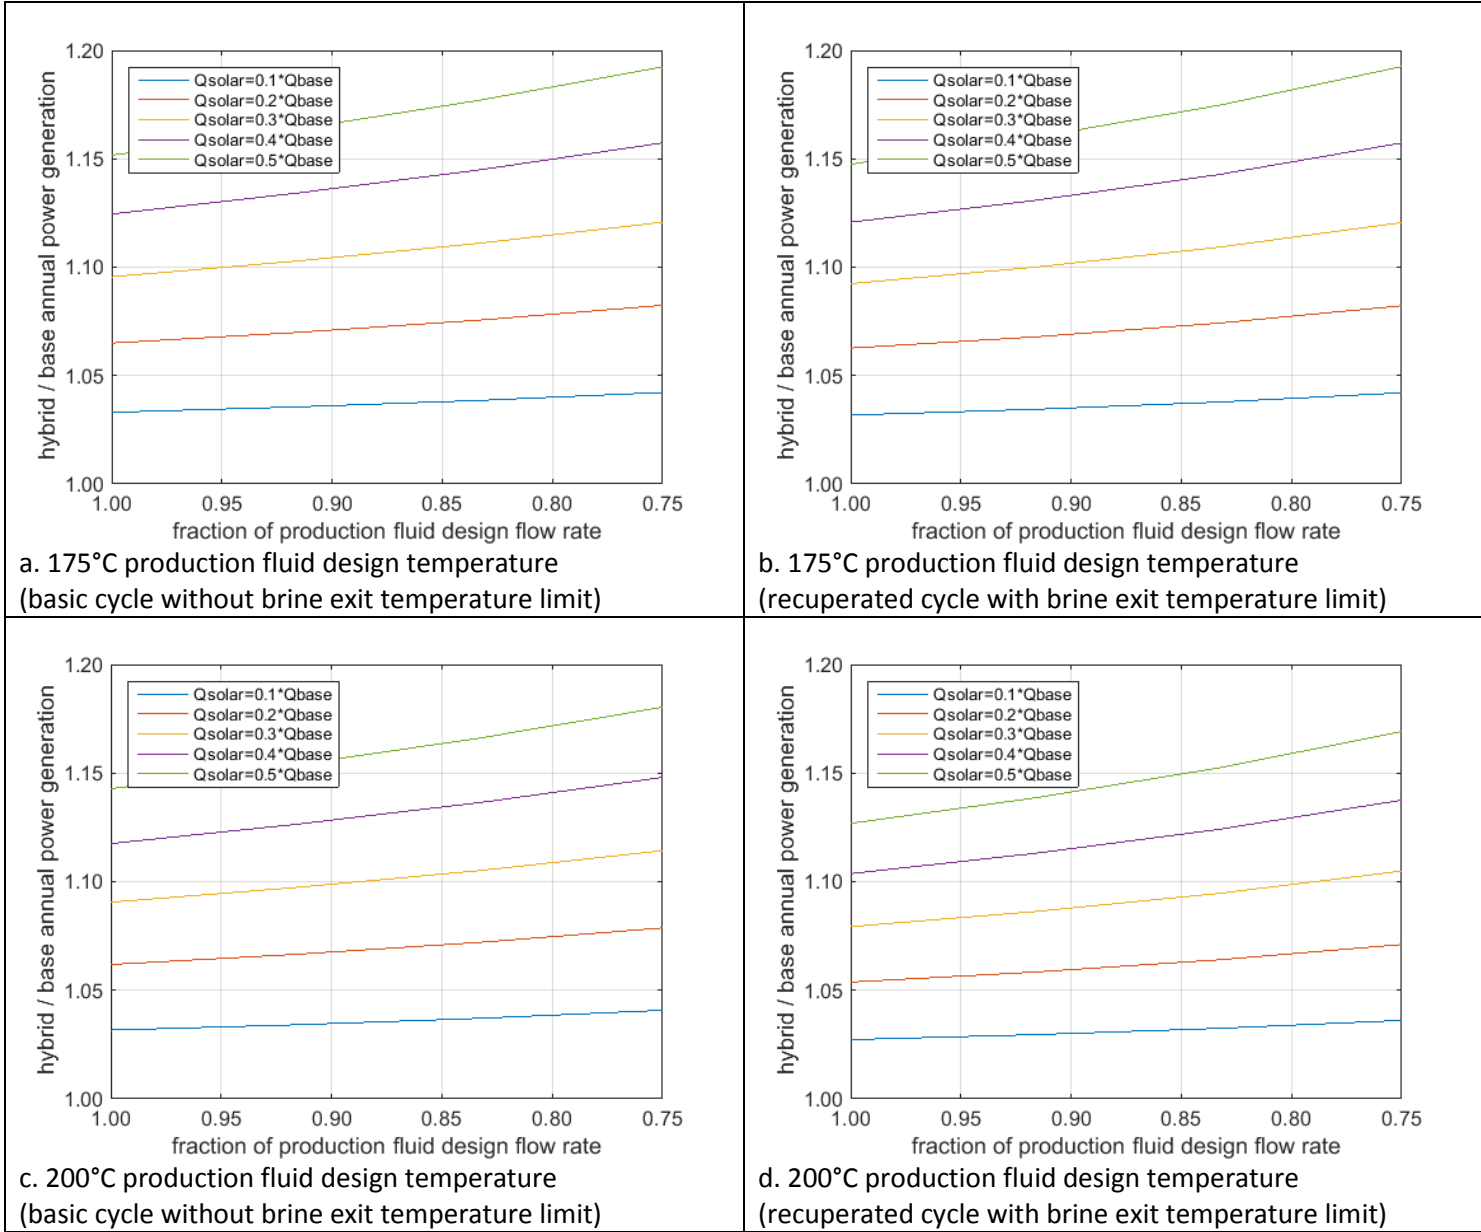 1.20
1.15
1.10
1.05
1.00
hybrid / base annual power generation
Qsolar=0.1*Qbase
Qsolar=0.2*Qbase
Qsolar=0.3*Qbase
Qsolar=0.4*Qbase
Qsolar=0.5*Qbase
1.00 0.95 0.90 0.85 0.80 0.75
fraction of production fluid design flow rate
a. 175°C production fluid design temperature
(basic cycle without brine exit temperature limit)
1.20
1.15
1.10
1.05
1.00
hybrid / base annual power generation
Qsolar=0.1*Qbase
Qsolar=0.2*Qbase
Qsolar=0.3*Qbase
Qsolar=0.4*Qbase
Qsolar=0.5*Qbase
1.00 0.95 0.90 0.85 0.80 0.75
fraction of production fluid design flow rate
b. 175°C production fluid design temperature
(recuperated cycle with brine exit temperature limit)
1.20
1.15
1.10
1.05
1.00
hybrid / base annual power generation
Qsolar=0.1*Qbase
Qsolar=0.2*Qbase
Qsolar=0.3*Qbase
Qsolar=0.4*Qbase
Qsolar=0.5*Qbase
1.00 0.95 0.90 0.85 0.80 0.75
fraction of production fluid design flow rate
c. 200°C production fluid design temperature
(basic cycle without brine exit temperature limit)
1.20
1.15
1.10
1.05
1.00
hybrid / base annual power generation
Qsolar=0.1*Qbase
Qsolar=0.2*Qbase
Qsolar=0.3*Qbase
Qsolar=0.4*Qbase
Qsolar=0.5*Qbase
1.00 0.95 0.90 0.85 0.80 0.75
fraction of production fluid design flow rate
d. 200°C production fluid design temperature
(recuperated cycle with brine exit temperature limit)